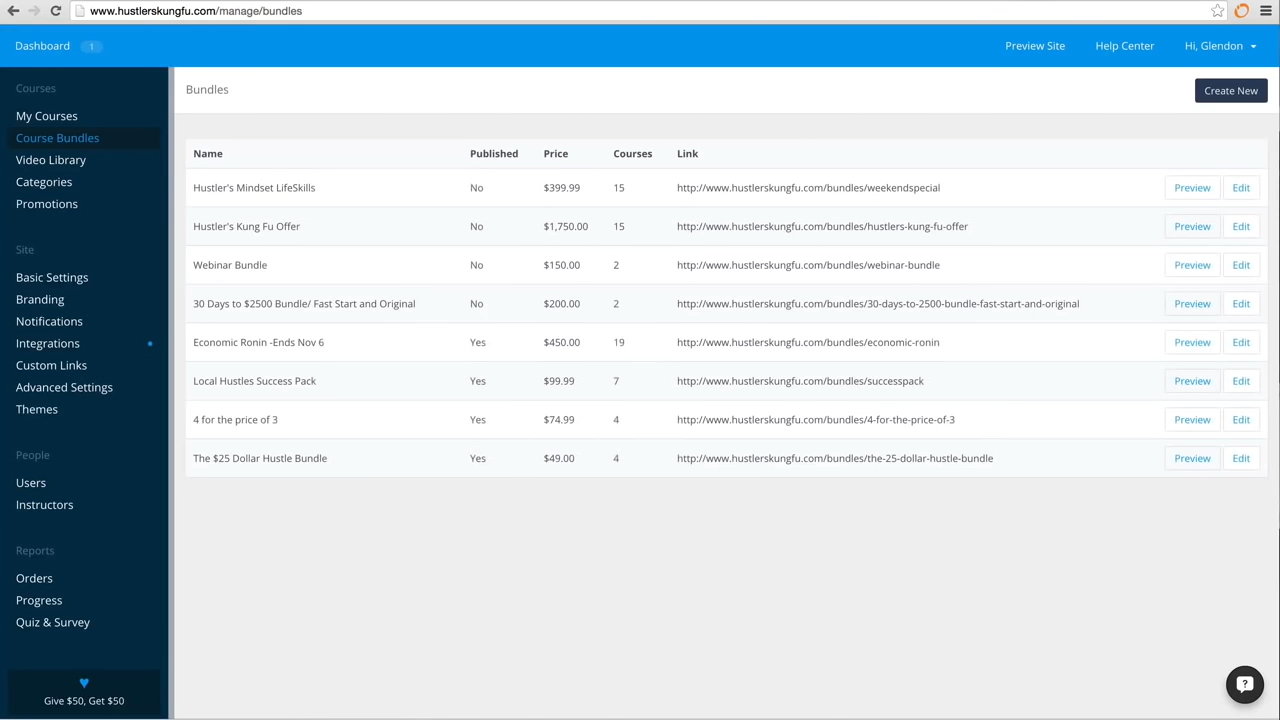 www.hustlerskungfu.com/manage/bundles
Dashboard 1 Preview Site Help Center Hi, Glendon
Courses
My Courses
Course Bundles
Video Library
Categories
Promotions
Site
Basic Settings
Branding
Notifications
Integrations
Custom Links
Advanced Settings
Themes
People
Users
Instructors
Reports
Orders
Progress
Quiz & Survey
Give $50, Get $50
Bundles Create New
Name Published Price Courses Link
Hustler's Mindset LifeSkills No $399.99 15 http://www.hustlerskungfu.com/bundles/weekendspecial Preview Edit
Hustler's Kung Fu Offer No $1,750.00 15 http://www.hustlerskungfu.com/bundles/hustlers-kung-fu-offer Preview Edit
Webinar Bundle No $150.00 2 http://www.hustlerskungfu.com/bundles/webinar-bundle Preview Edit
30 Days to $2500 Bundle/ Fast Start and Original No $200.00 2 http://www.hustlerskungfu.com/bundles/30-days-to-2500-bundle-fast-start-and-original Preview Edit
Economic Ronin -Ends Nov 6 Yes $450.00 19 http://www.hustlerskungfu.com/bundles/economic-ronin Preview Edit
Local Hustles Success Pack Yes $99.99 7 http://www.hustlerskungfu.com/bundles/successpack Preview Edit
4 for the price of 3 Yes $74.99 4 http://www.hustlerskungfu.com/bundles/4-for-the-price-of-3 Preview Edit
The $25 Dollar Hustle Bundle Yes $49.00 4 http://www.hustlerskungfu.com/bundles/the-25-dollar-hustle-bundle Preview Edit
?